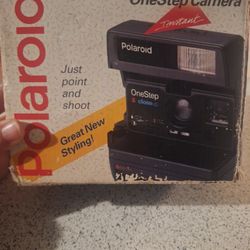 OneStep Camera
Instant
Polaroid
Just
point
and
shoot
Great New
Styling!
Polaroid
OneStep
close-up